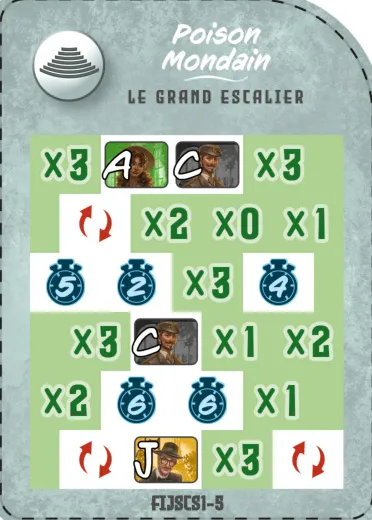 Poison
Mondain
LE GRAND ESCALIER
X3 A C X3
X2 X0 X1
5 2 X3 4
X3 C X1 X2
X2 6 6 X1
J X3
FIJSCS1-5